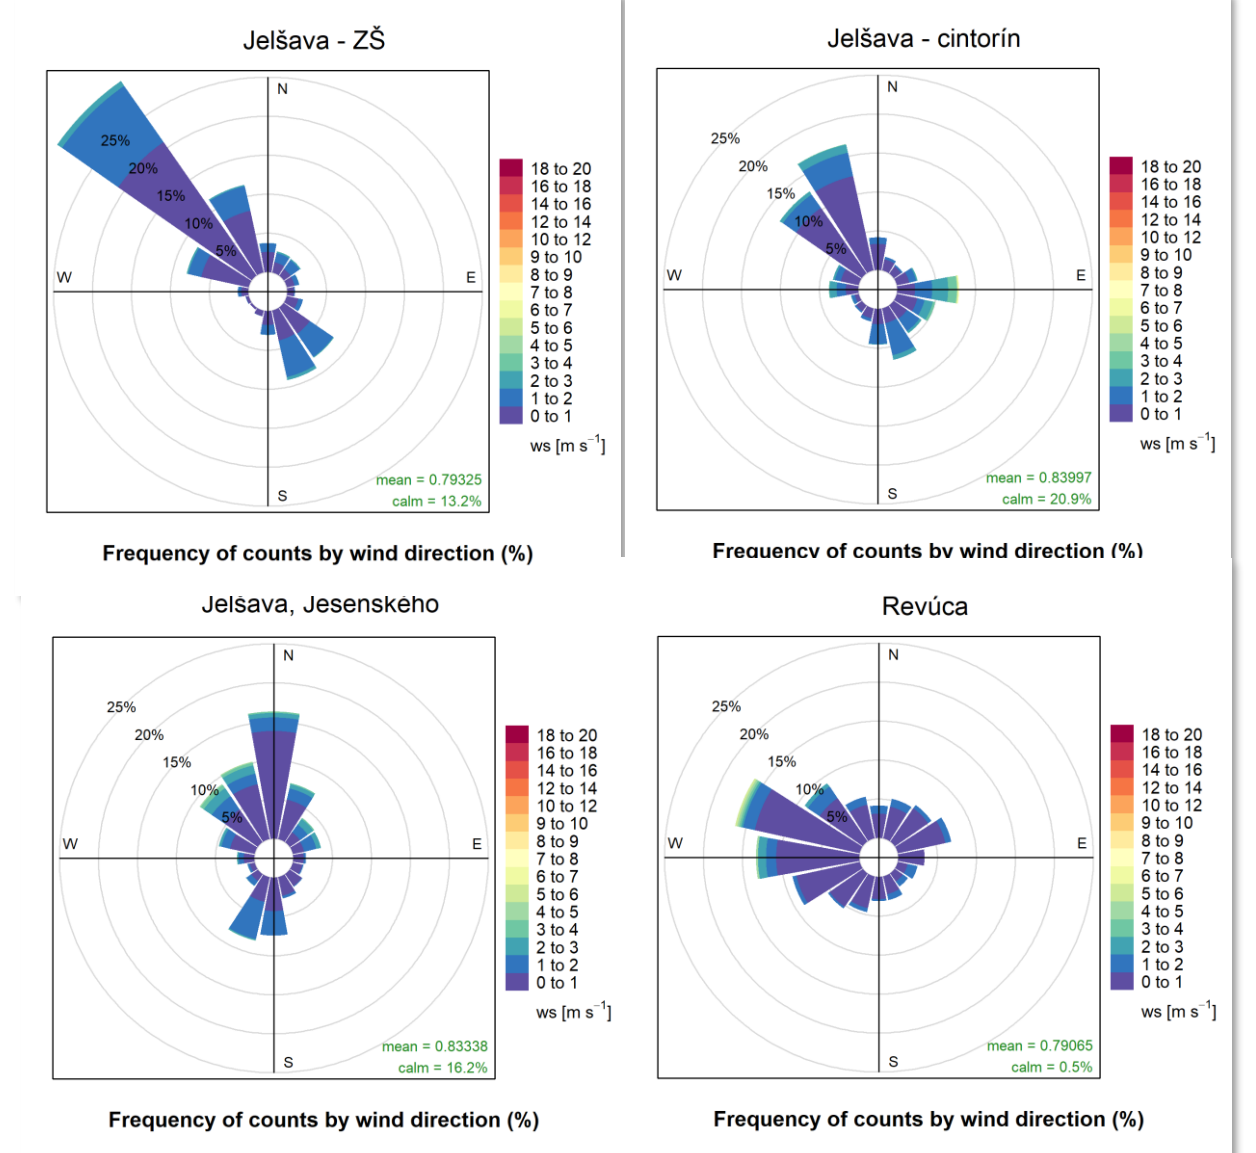 Jelšava - ZŠ
N
25%
20%
15%
10%
5%
W
E
S
18 to 20
16 to 18
14 to 16
12 to 14
10 to 12
9 to 10
8 to 9
7 to 8
6 to 7
5 to 6
4 to 5
3 to 4
2 to 3
1 to 2
0 to 1
ws [m s⁻¹]
mean = 0.79325
calm = 13.2%
Frequency of counts by wind direction (%)
Jelšava - cintorín
N
25%
20%
15%
10%
5%
W
E
S
18 to 20
16 to 18
14 to 16
12 to 14
10 to 12
9 to 10
8 to 9
7 to 8
6 to 7
5 to 6
4 to 5
3 to 4
2 to 3
1 to 2
0 to 1
ws [m s⁻¹]
mean = 0.83997
calm = 20.9%
Frequency of counts by wind direction (%)
Jelšava, Jesenského
N
25%
20%
15%
10%
5%
W
E
S
18 to 20
16 to 18
14 to 16
12 to 14
10 to 12
9 to 10
8 to 9
7 to 8
6 to 7
5 to 6
4 to 5
3 to 4
2 to 3
1 to 2
0 to 1
ws [m s⁻¹]
mean = 0.83338
calm = 16.2%
Frequency of counts by wind direction (%)
Revúca
N
25%
20%
15%
10%
5%
W
E
S
18 to 20
16 to 18
14 to 16
12 to 14
10 to 12
9 to 10
8 to 9
7 to 8
6 to 7
5 to 6
4 to 5
3 to 4
2 to 3
1 to 2
0 to 1
ws [m s⁻¹]
mean = 0.79065
calm = 0.5%
Frequency of counts by wind direction (%)